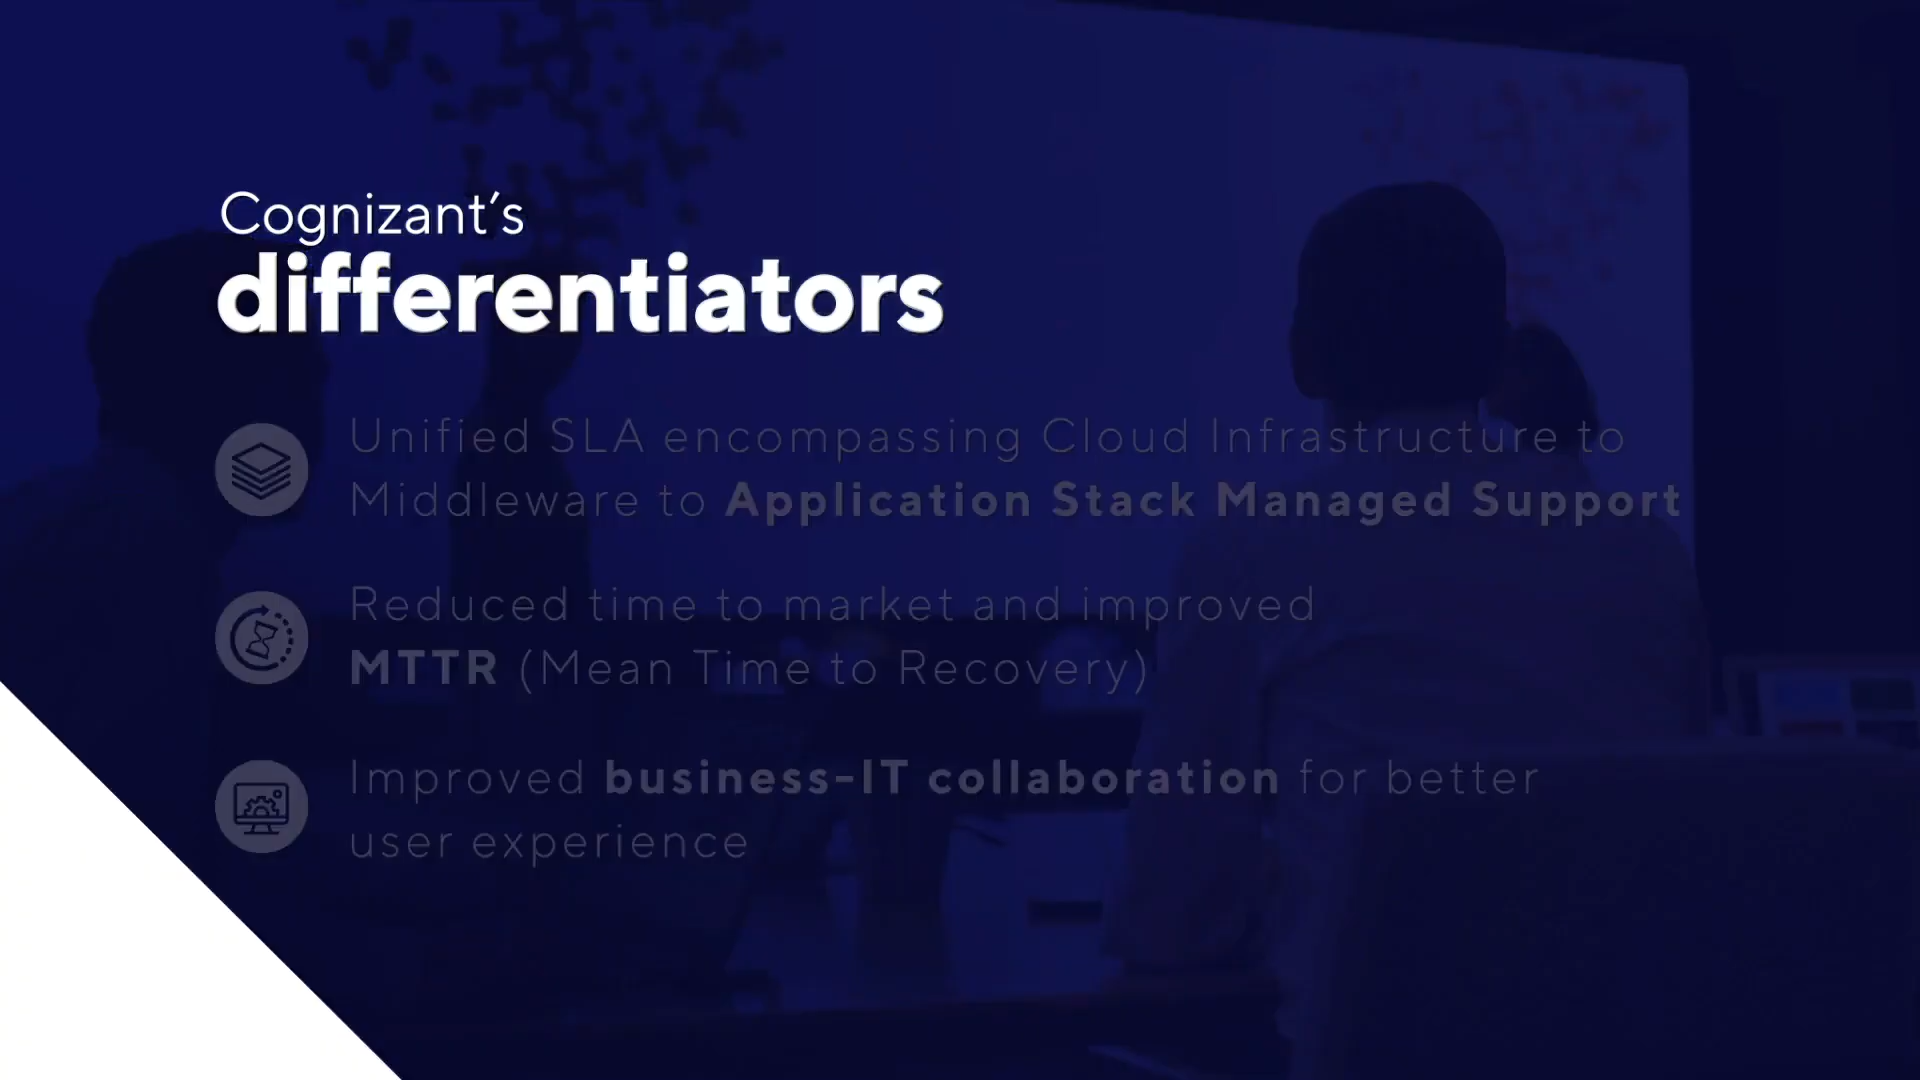 Cognizant’s
differentiators
Unified SLA encompassing Cloud Infrastructure to
Middleware to Application Stack Managed Support
Reduced time to market and improved
MTTR (Mean Time to Recovery)
Improved business-IT collaboration for better
user experience